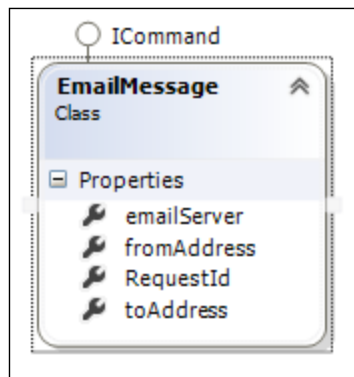 ICommand
EmailMessage
Class
Properties
emailServer
fromAddress
RequestId
toAddress